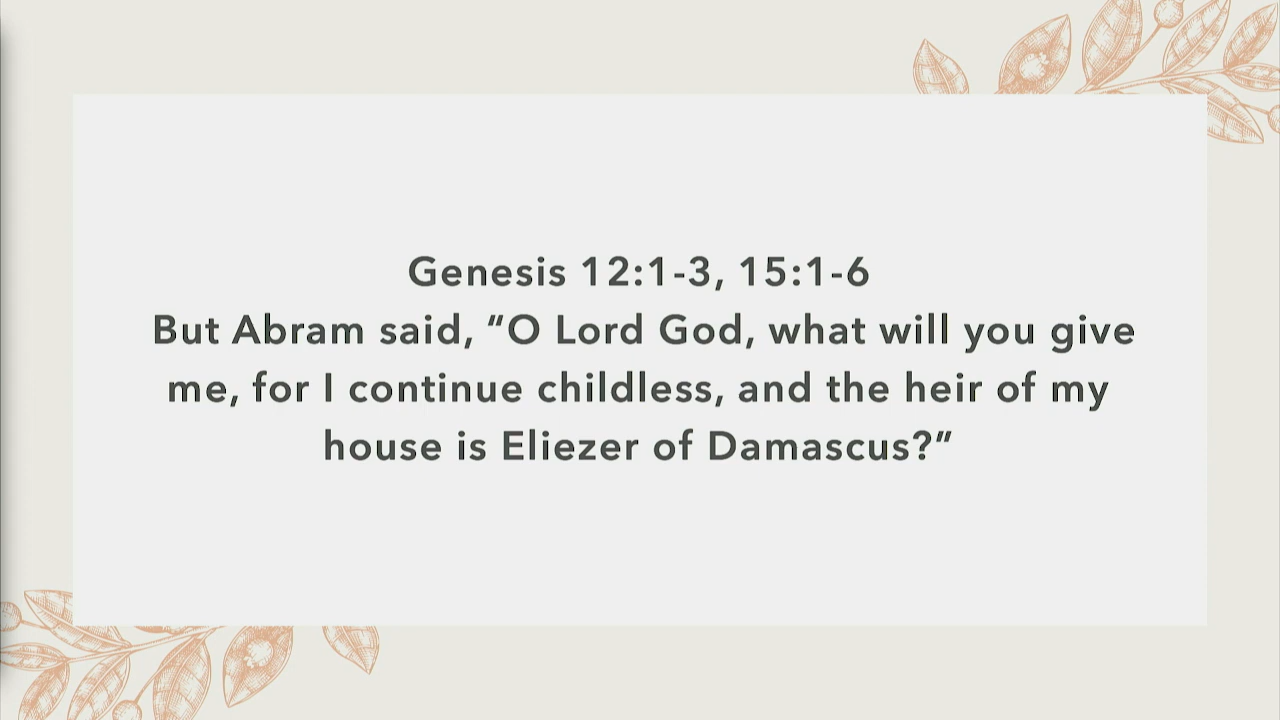 Genesis 12:1-3, 15:1-6
But Abram said, “O Lord God, what will you give
me, for I continue childless, and the heir of my
house is Eliezer of Damascus?”